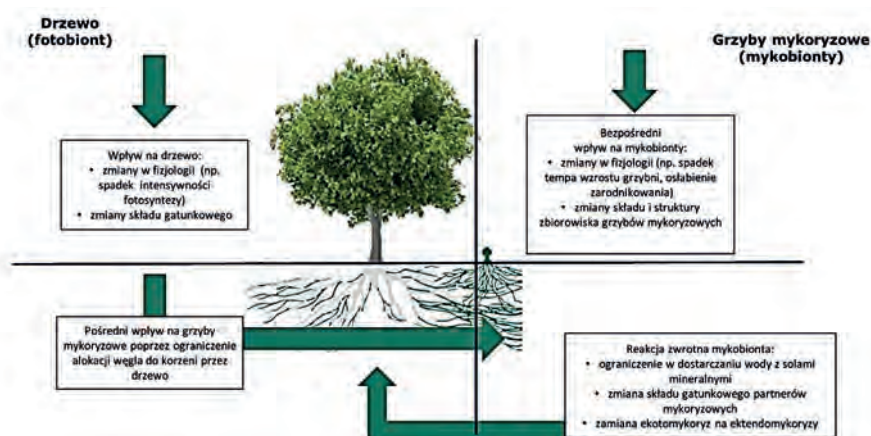 Drzewo
(fotobiont)
Grzyby mykoryzowe
(mykobionty)
Wpływ na drzewo:
• zmiany w fizjologii (np.
spadek intensywności
fotosyntezy)
• zmiany składu gatunkowego
Bezpośredni
wpływ na mykobionty:
• zmiany w fizjologii (np. spadek
tempa wzrostu grzybni, osłabienie
zarodnikowania)
• zmiany składu i struktury
zbiorowiska grzybów mykoryzowych
Pośredni wpływ na grzyby
mykoryzowe poprzez ograniczenie
alokacji węgla do korzeni przez
drzewo
Reakcja zwrotna mykobionta:
• ograniczenie w dostarczaniu wody z solami
mineralnymi
• zmiana składu gatunkowego partnerów
mykoryzowych
• zamiana ekotomykoryz na ektendomykoryzy